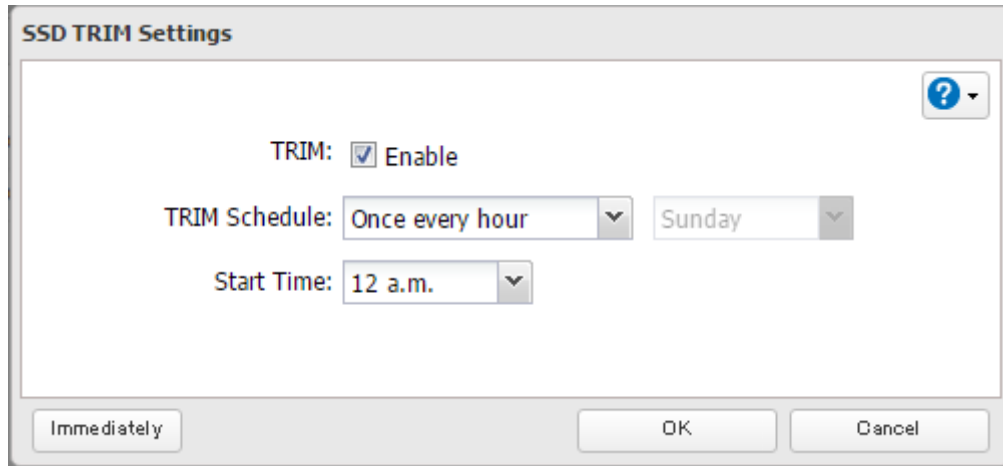 SSD TRIM Settings
?
TRIM: Enable
TRIM Schedule: Once every hour Sunday
Start Time: 12 a.m.
Immediately OK Cancel